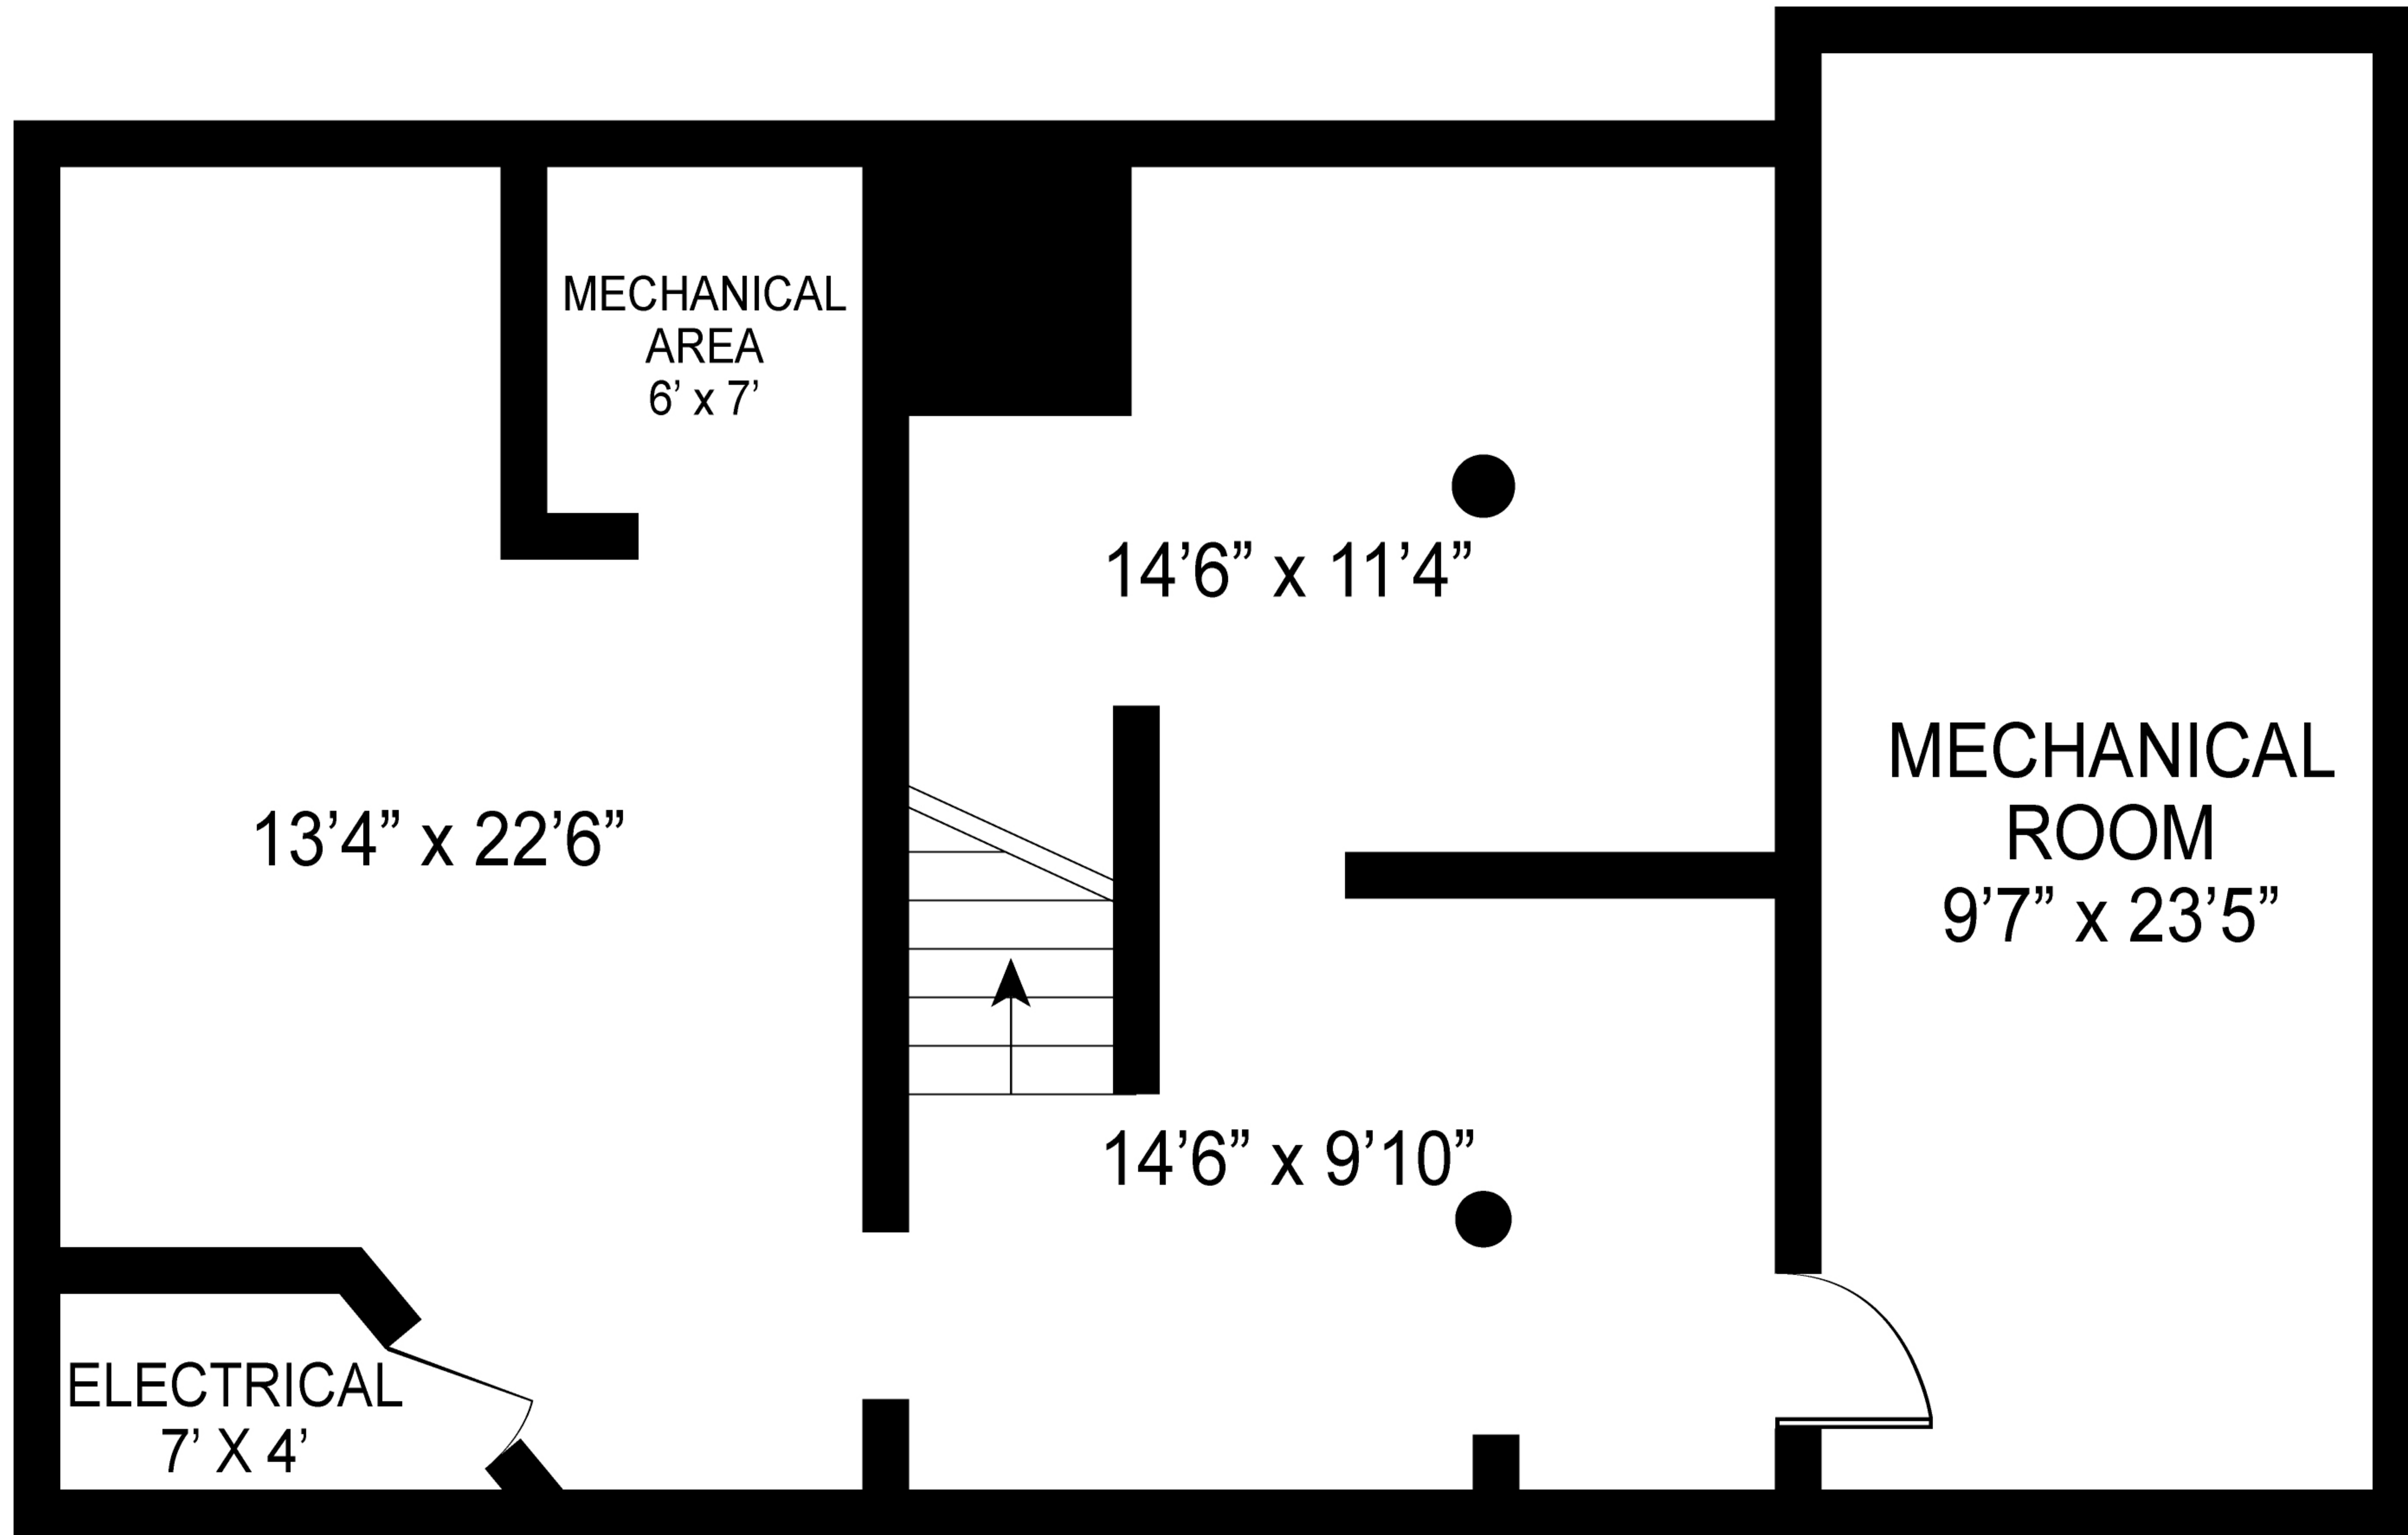 MECHANICAL
AREA
6’ x 7’
14’6” x 11’4”
13’4” x 22’6”
MECHANICAL
ROOM
9’7” x 23’5”
14’6” x 9’10”
ELECTRICAL
7’ X 4’